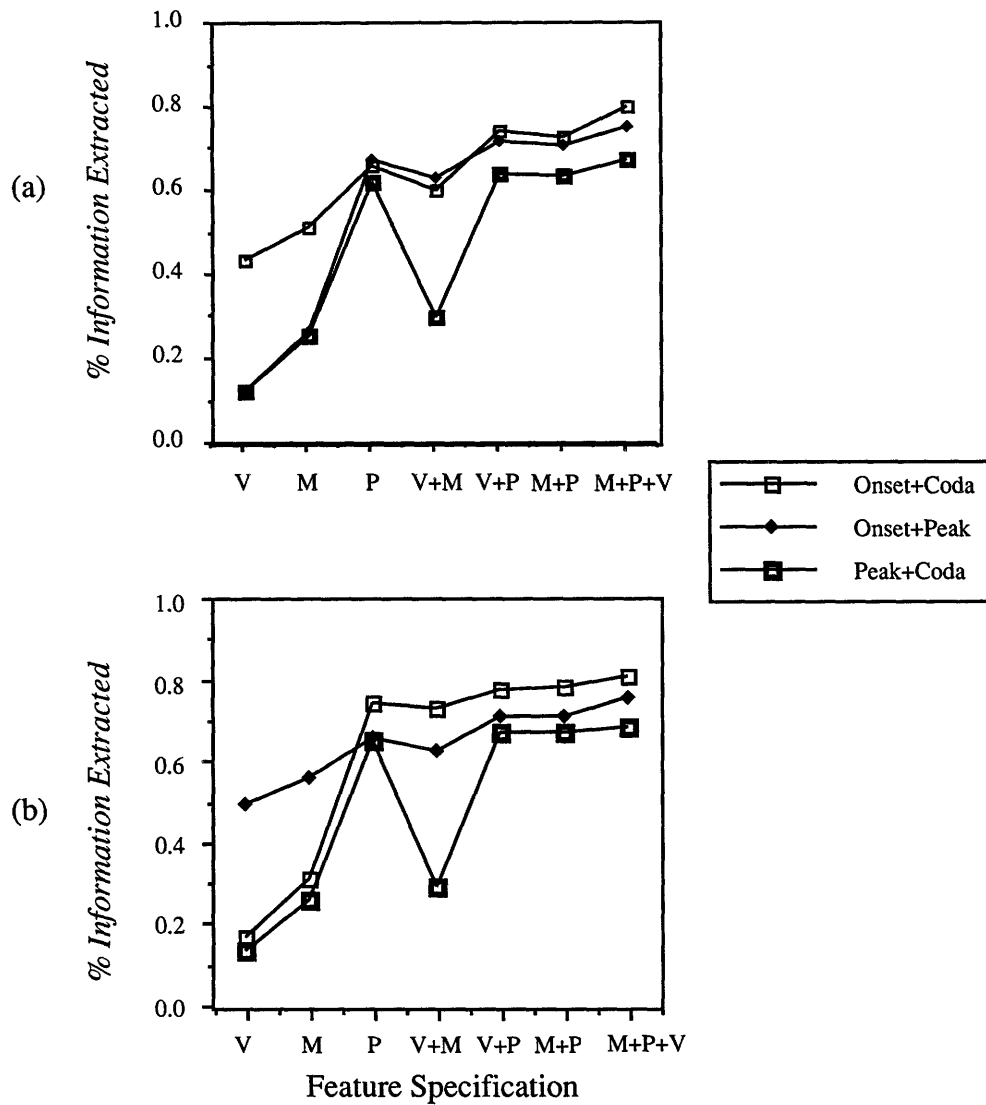 (a)
% Information Extracted
1.0
0.8
0.6
0.4
0.2
0.0
V M P V+M V+P M+P M+P+V
Onset+Coda
Onset+Peak
Peak+Coda
(b)
% Information Extracted
1.0
0.8
0.6
0.4
0.2
0.0
V M P V+M V+P M+P M+P+V
Feature Specification